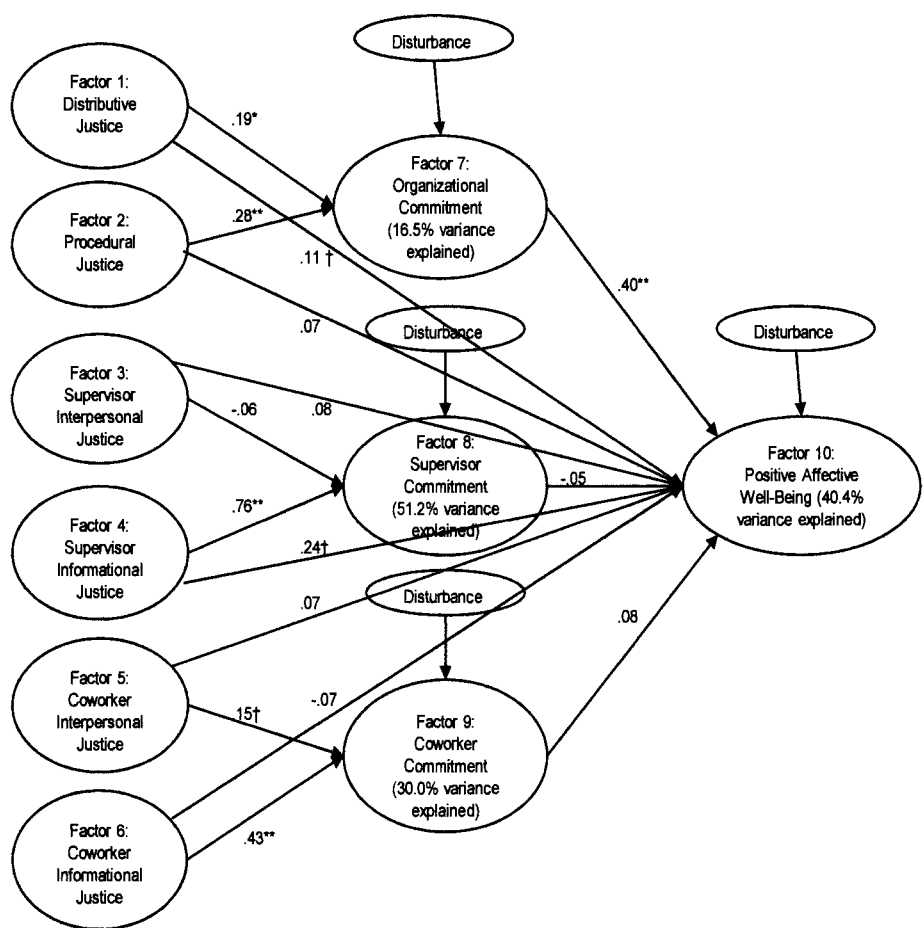 Disturbance
Factor 1:
Distributive
Justice
.19*
Factor 7:
Organizational
Commitment
(16.5% variance
explained)
Factor 2:
Procedural
Justice
.28**
.11 †
.40**
.07
Disturbance
Disturbance
Factor 3:
Supervisor
Interpersonal
Justice
-.06
.08
Factor 8:
Supervisor
Commitment
(51.2% variance
explained)
-.05
Factor 10:
Positive Affective
Well-Being (40.4%
variance explained)
Factor 4:
Supervisor
Informational
Justice
.76**
.24†
.07
Disturbance
.08
Factor 5:
Coworker
Interpersonal
Justice
.15†
-.07
Factor 9:
Coworker
Commitment
(30.0% variance
explained)
Factor 6:
Coworker
Informational
Justice
.43**